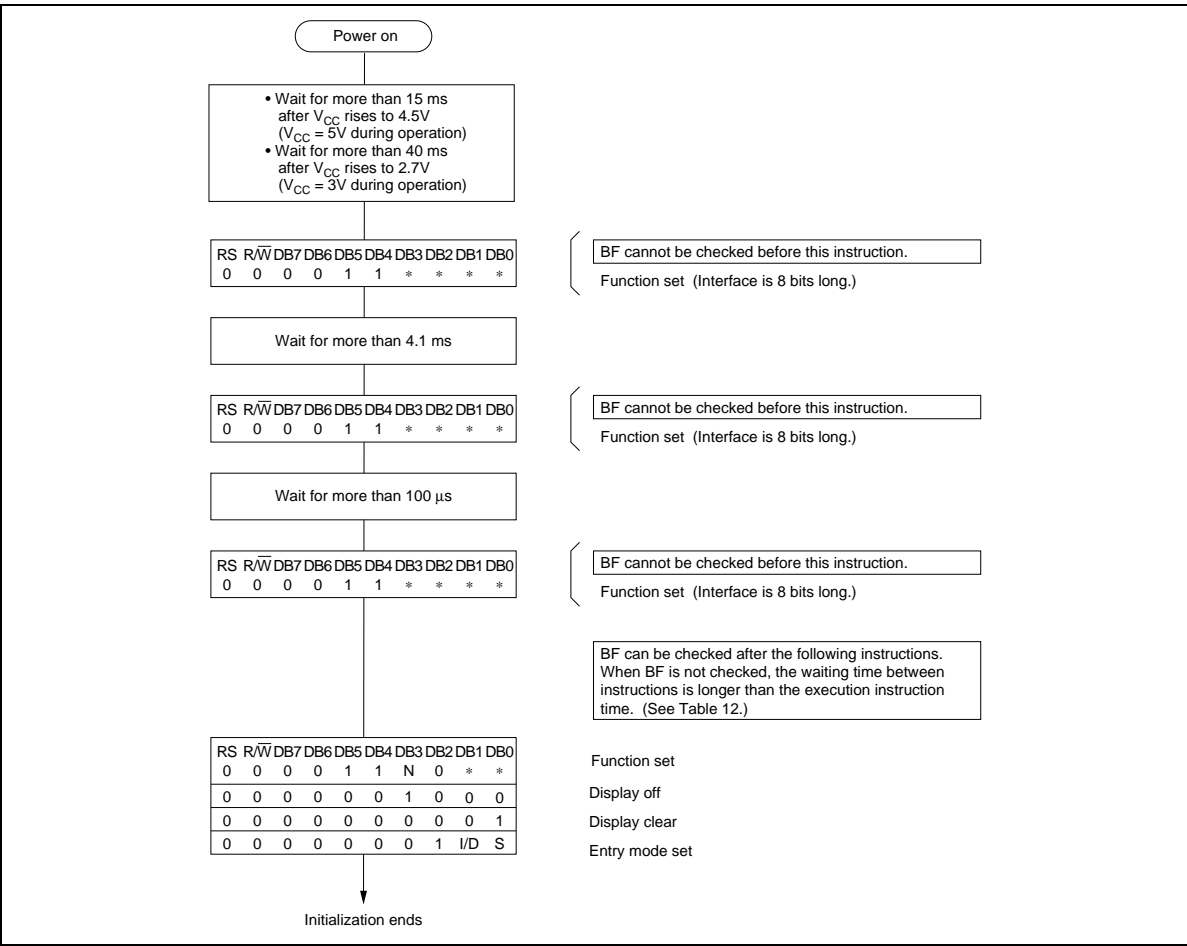 Power on
• Wait for more than 15 ms
after VCC rises to 4.5V
(VCC = 5V during operation)
• Wait for more than 40 ms
after VCC rises to 2.7V
(VCC = 3V during operation)
RS R/W̅ DB7 DB6 DB5 DB4 DB3 DB2 DB1 DB0
0 0 0 0 1 1 * * * *
BF cannot be checked before this instruction.
Function set (Interface is 8 bits long.)
Wait for more than 4.1 ms
RS R/W̅ DB7 DB6 DB5 DB4 DB3 DB2 DB1 DB0
0 0 0 0 1 1 * * * *
BF cannot be checked before this instruction.
Function set (Interface is 8 bits long.)
Wait for more than 100 μs
RS R/W̅ DB7 DB6 DB5 DB4 DB3 DB2 DB1 DB0
0 0 0 0 1 1 * * * *
BF cannot be checked before this instruction.
Function set (Interface is 8 bits long.)
BF can be checked after the following instructions.
When BF is not checked, the waiting time between
instructions is longer than the execution instruction
time. (See Table 12.)
RS R/W̅ DB7 DB6 DB5 DB4 DB3 DB2 DB1 DB0
0 0 0 0 1 1 N 0 * *
Function set
0 0 0 0 0 0 1 0 0 0
Display off
0 0 0 0 0 0 0 0 0 1
Display clear
0 0 0 0 0 0 0 1 I/D S
Entry mode set
Initialization ends